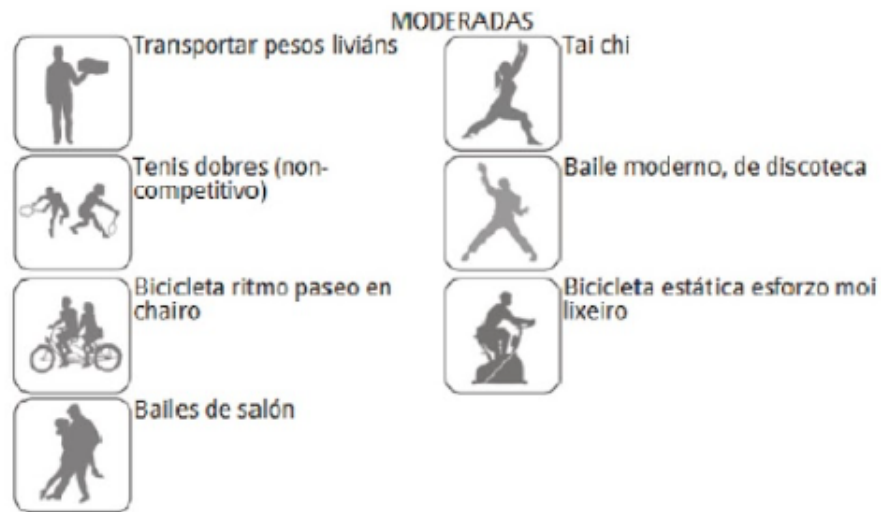 MODERADAS
Transportar pesos liviáns
Tai chi
Tenis dobres (non-
competitivo)
Baile moderno, de discoteca
Bicicleta ritmo paseo en
chairo
Bicicleta estática esforzo moi
lixeiro
Bailes de salón